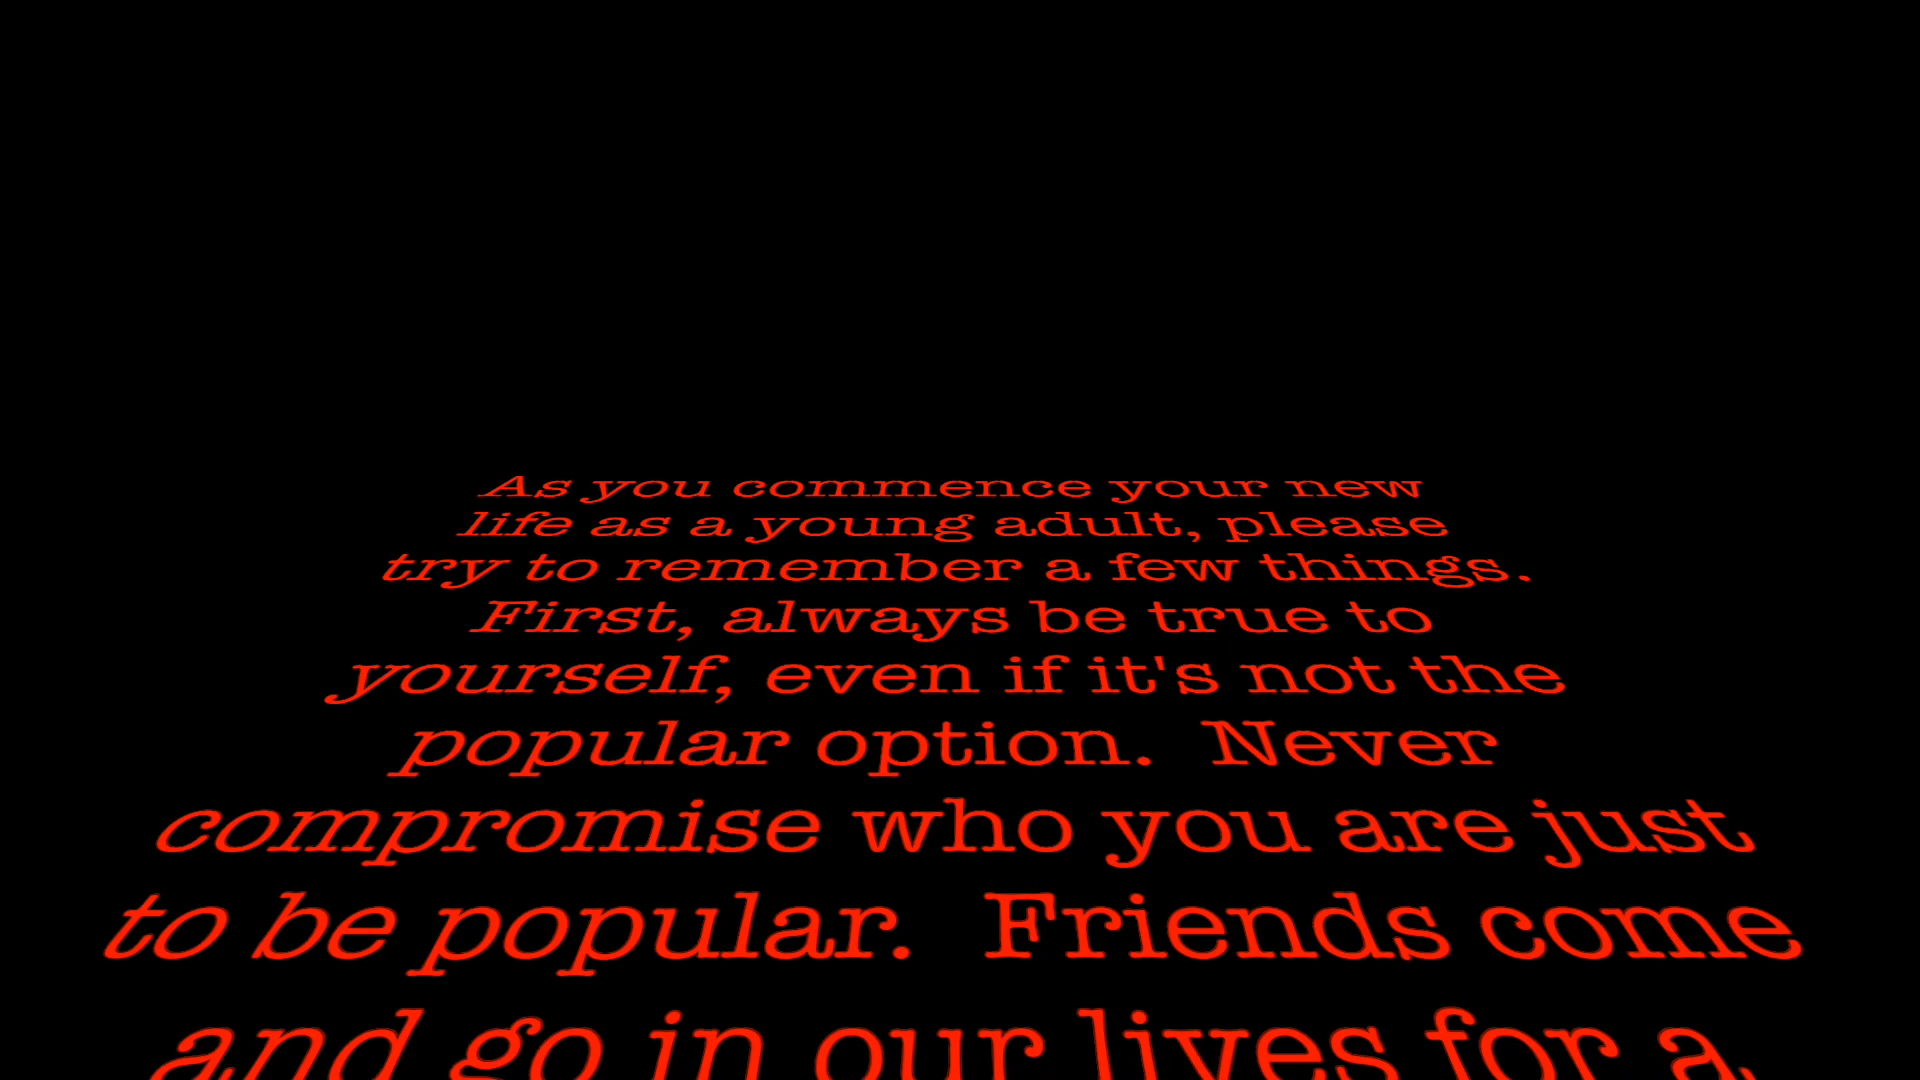 As you commence your new
life as a young adult, please
try to remember a few things.
First, always be true to
yourself, even if it's not the
popular option.  Never
compromise who you are just
to be popular.  Friends come
and go in our lives for a